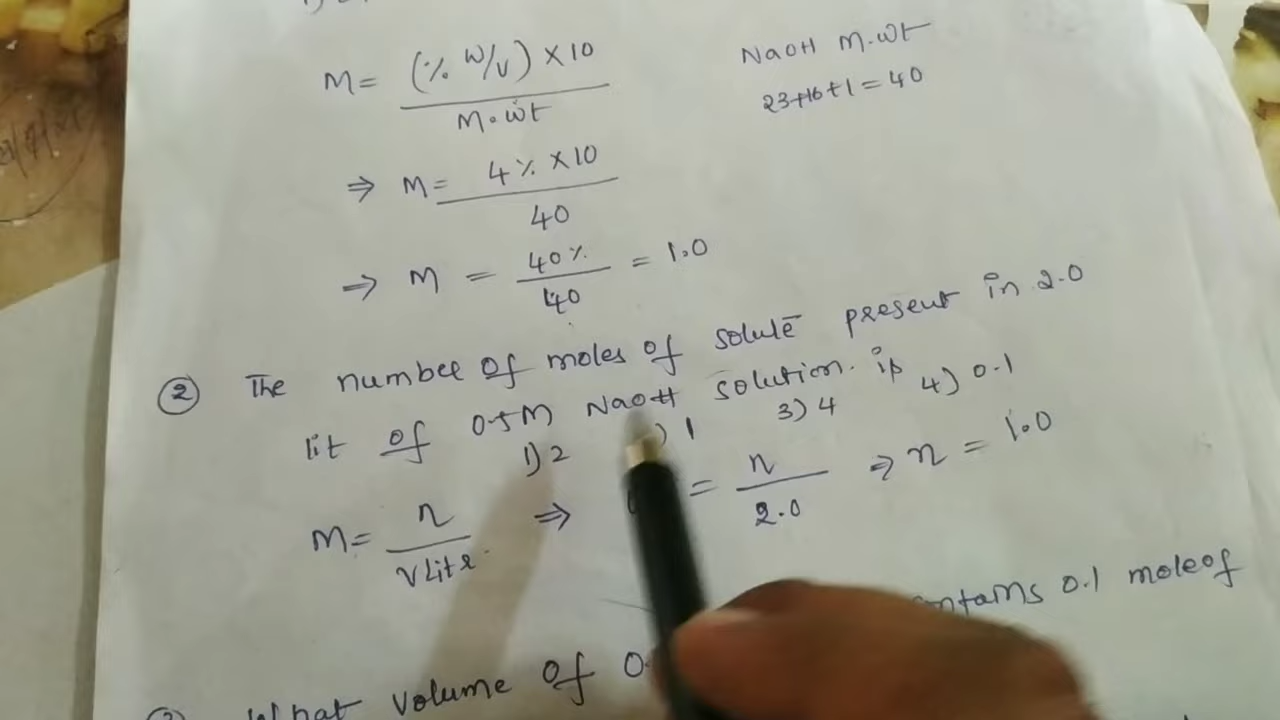 M = (% W/V) × 10 / M.wt
NaOH M.wt
23+16+1 = 40
⇒ M = 4% × 10 / 40
⇒ M = 40% / 40 = 1.0
② The number of moles of solute present in 2.0
lit of 0.5M NaOH solution. is
1) 2 ) 1 3) 4 4) 0.1
M = n / V Litr. ⇒ = n / 2.0 ⇒ n = 1.0
What volume of 0. ntains 0.1 mole of